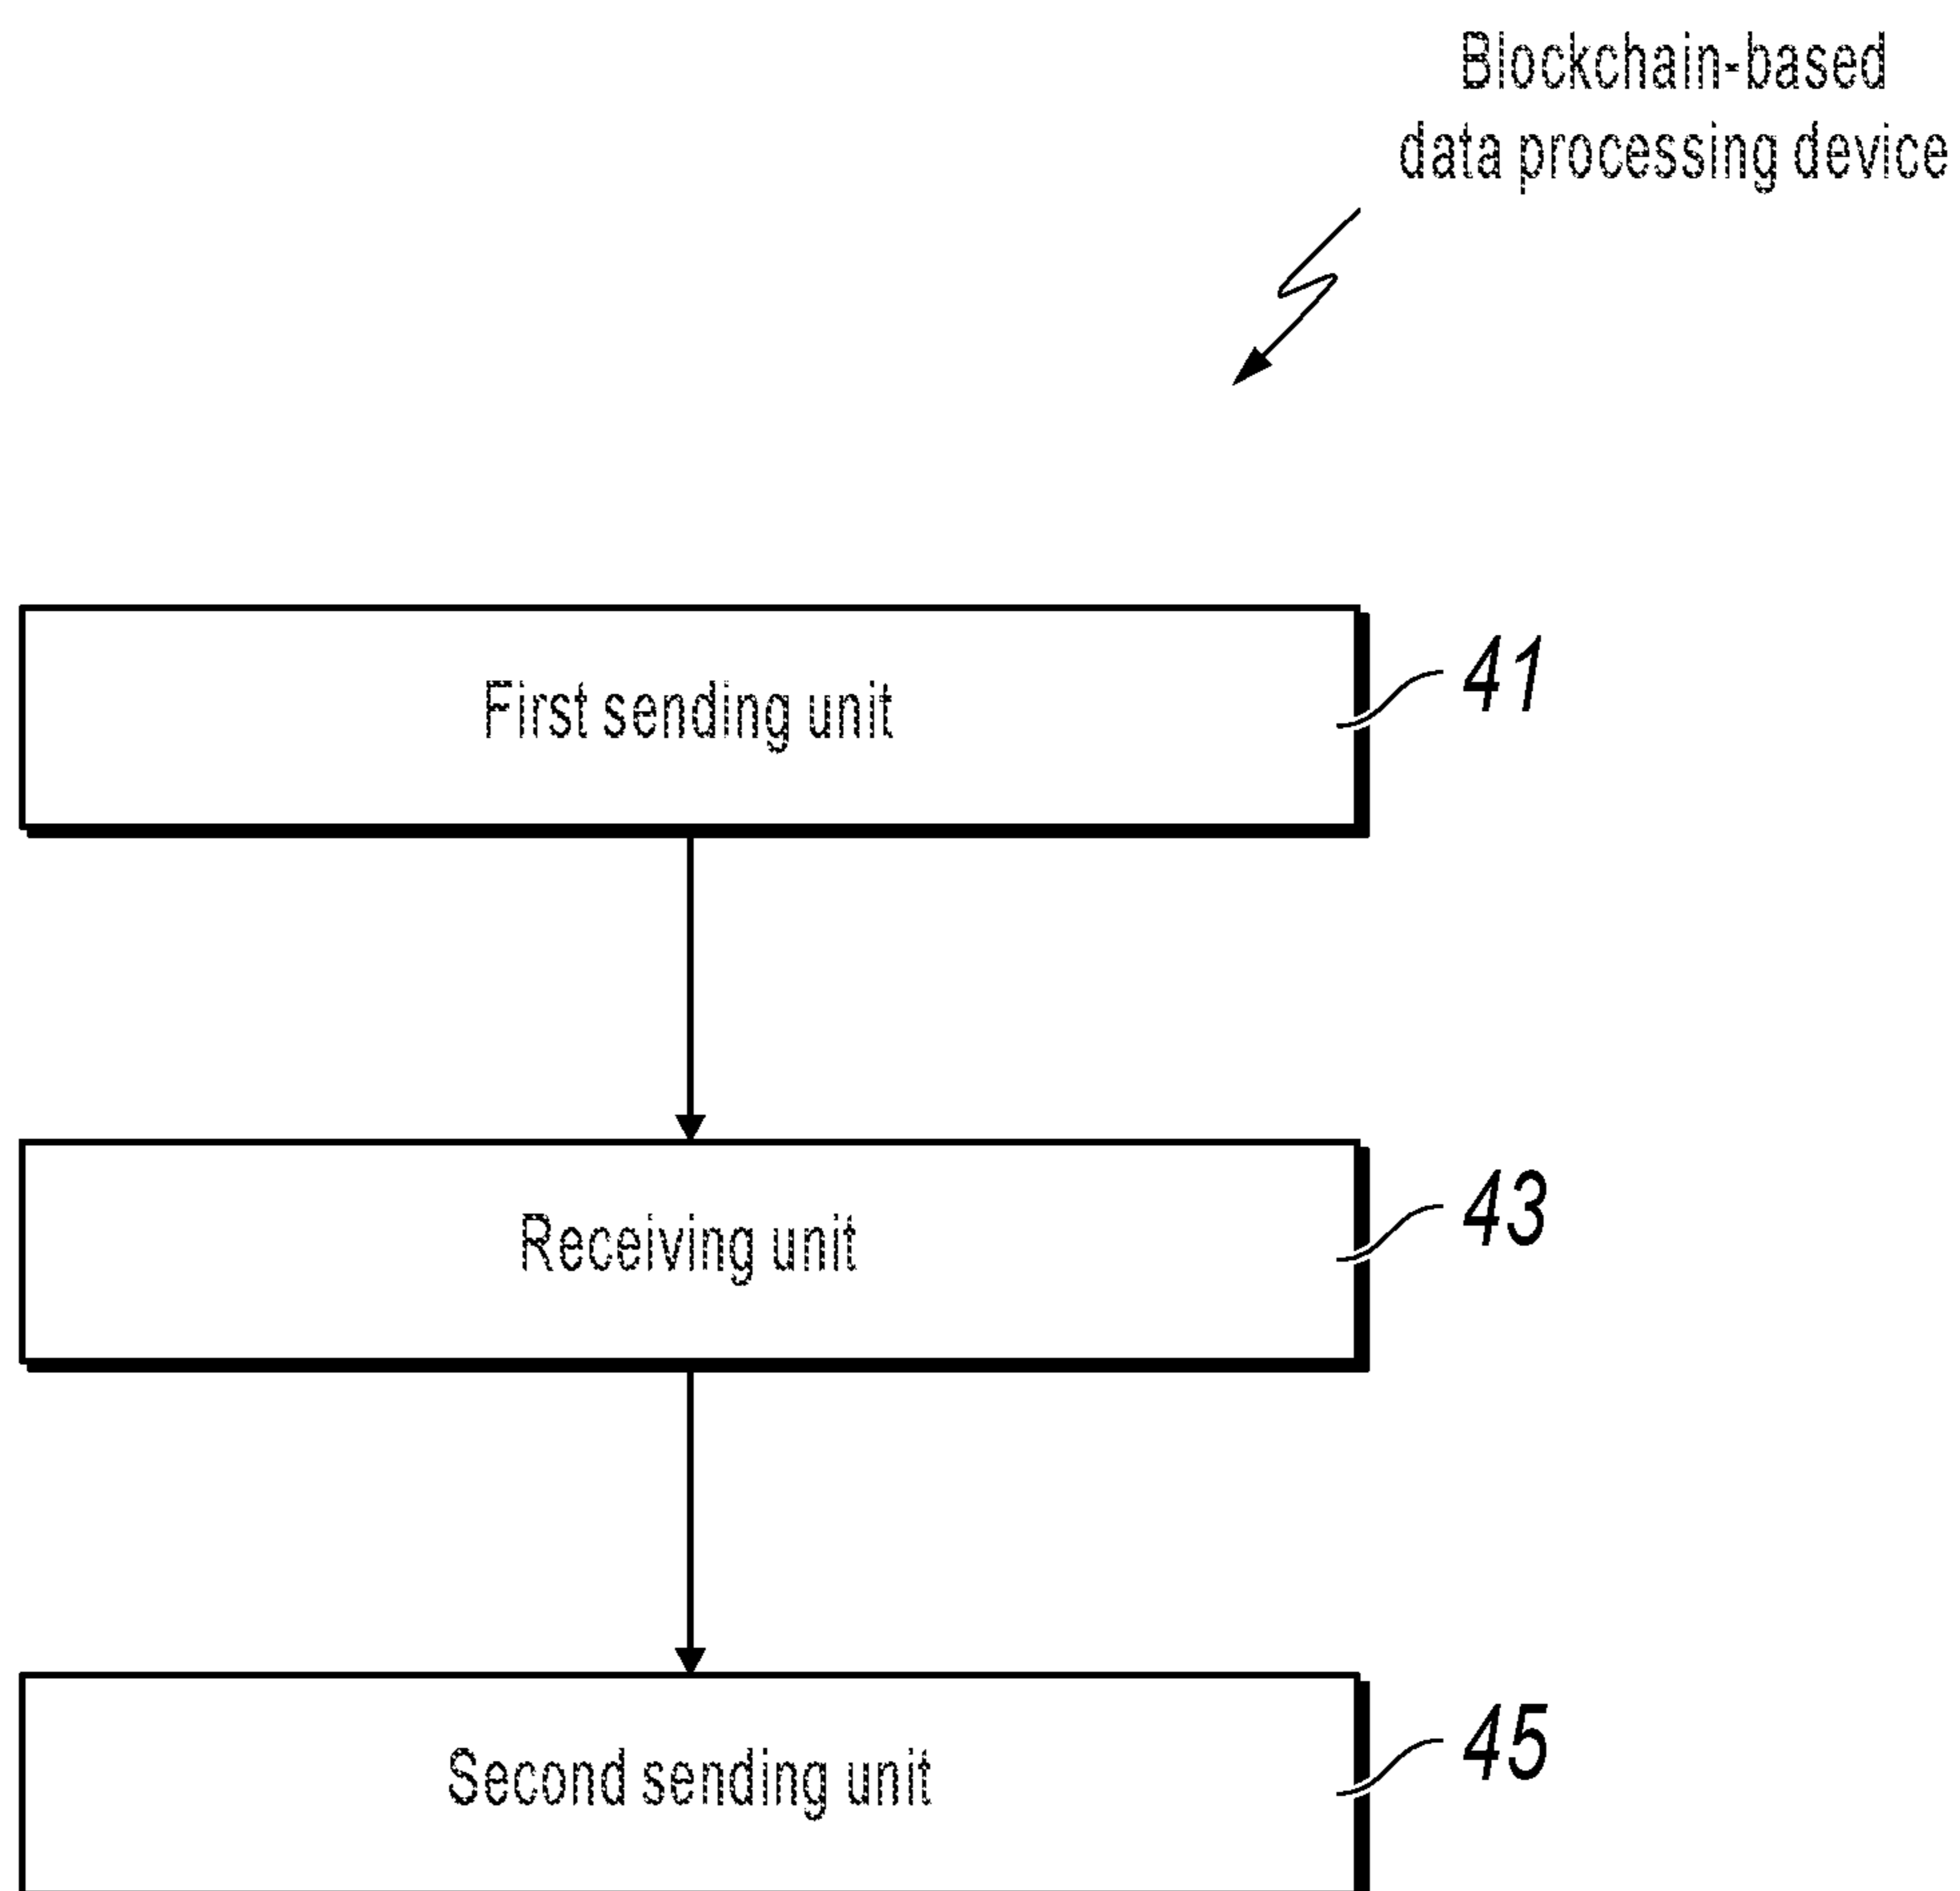 Blockchain-based
data processing device
First sending unit
41
Receiving unit
43
Second sending unit
45